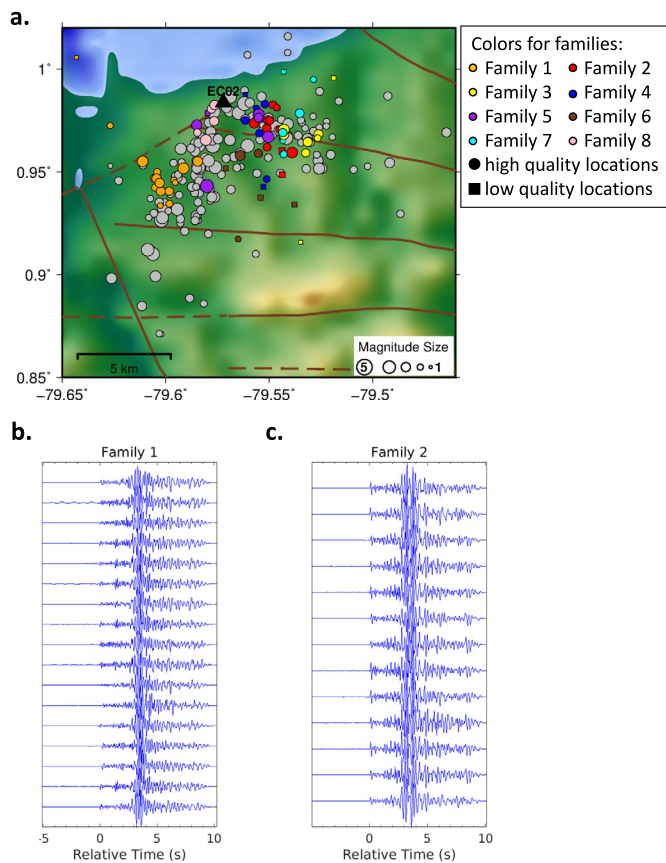 a.
Colors for families:
Family 1 Family 2
Family 3 Family 4
Family 5 Family 6
Family 7 Family 8
high quality locations
low quality locations
1˚
0.95˚
0.9˚
0.85˚
EC02
5 km
Magnitude Size
5 1
−79.65˚ −79.6˚ −79.55˚ −79.5˚
b.
Family 1
-5 0 5 10
Relative Time (s)
c.
Family 2
0 5 10
Relative Time (s)